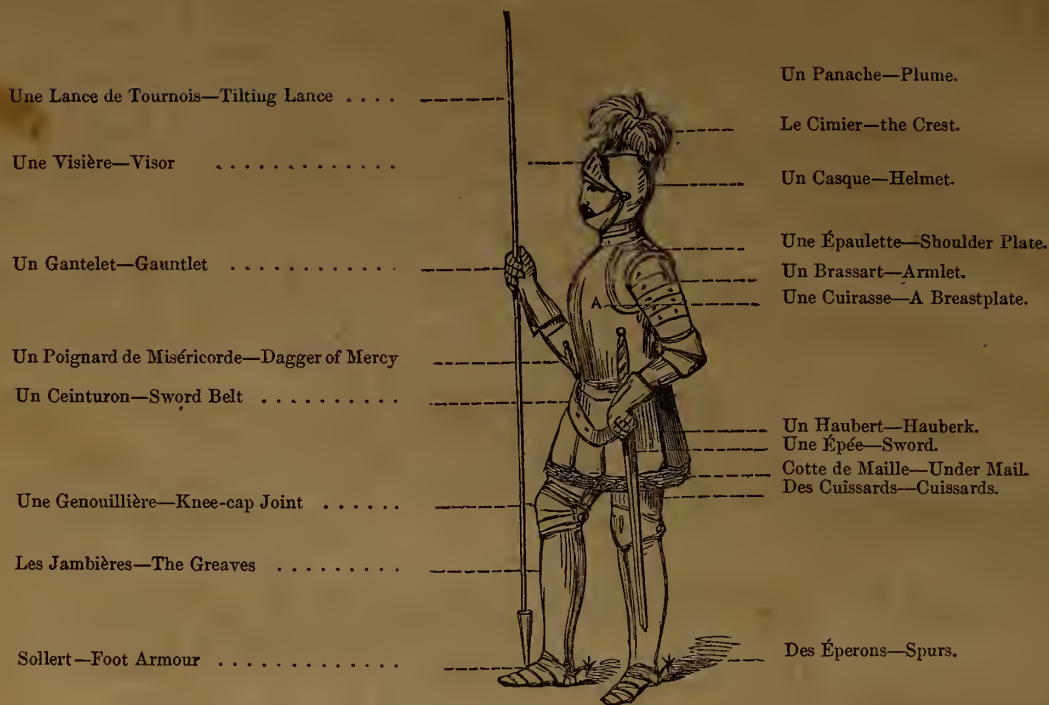 Une Lance de Tournois—Tilting Lance . . . .
Une Visière—Visor . . . . . . . . . . . . .
Un Gantelet—Gauntlet . . . . . . . . . . . .
Un Poignard de Miséricorde—Dagger of Mercy
Un Ceinturon—Sword Belt . . . . . . . . . .
Une Genouillière—Knee-cap Joint . . . . . .
Les Jambières—The Greaves . . . . . . . . .
Sollert—Foot Armour . . . . . . . . . . . . .
A
Un Panache—Plume.
Le Cimier—the Crest.
Un Casque—Helmet.
Une Épaulette—Shoulder Plate.
Un Brassart—Armlet.
Une Cuirasse—A Breastplate.
Un Haubert—Hauberk.
Une Épée—Sword.
Cotte de Maille—Under Mail.
Des Cuissards—Cuissards.
Des Éperons—Spurs.